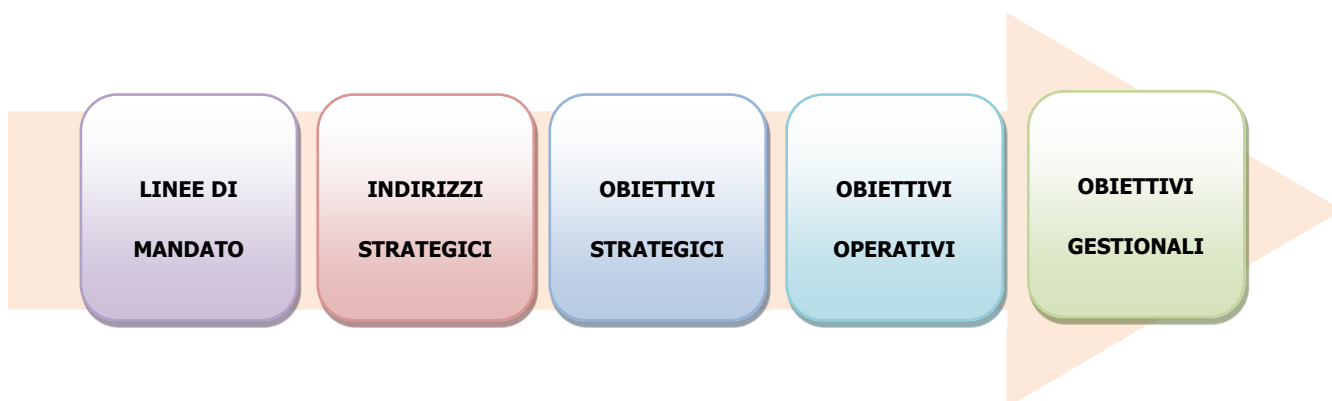 LINEE DI
MANDATO
INDIRIZZI
STRATEGICI
OBIETTIVI
STRATEGICI
OBIETTIVI
OPERATIVI
OBIETTIVI
GESTIONALI